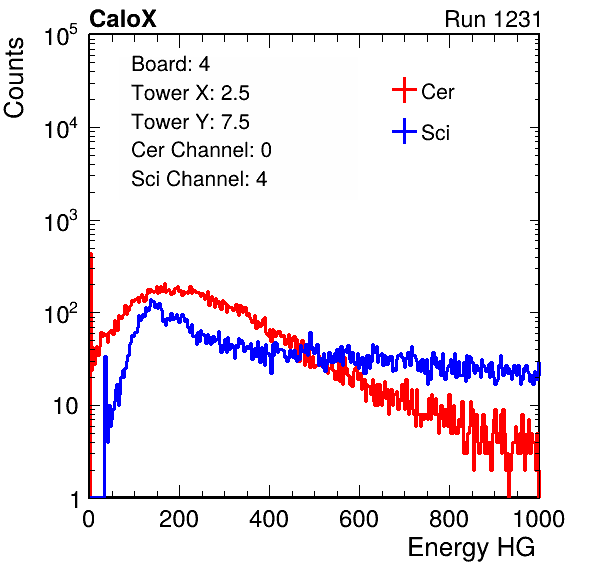 CaloX Run 1231
Counts
Board: 4
Tower X: 2.5
Tower Y: 7.5
Cer Channel: 0
Sci Channel: 4
Cer
Sci
10^5
10^4
10^3
10^2
10
1
0 200 400 600 800 1000
Energy HG